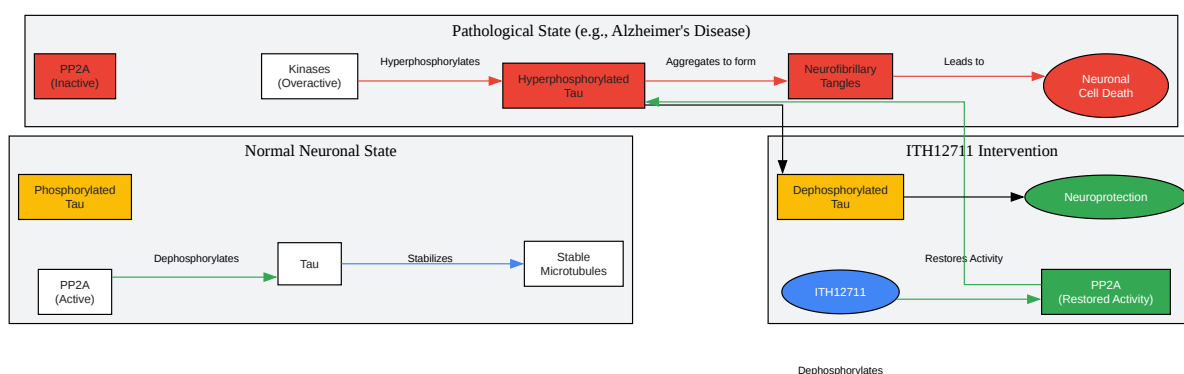 Pathological State (e.g., Alzheimer's Disease)
PP2A
(Inactive)
Kinases
(Overactive)
Hyperphosphorylates
Hyperphosphorylated
Tau
Aggregates to form
Neurofibrillary
Tangles
Leads to
Neuronal
Cell Death
Normal Neuronal State
Phosphorylated
Tau
PP2A
(Active)
Dephosphorylates
Tau
Stabilizes
Stable
Microtubules
ITH12711 Intervention
Dephosphorylated
Tau
Neuroprotection
Restores Activity
ITH12711
PP2A
(Restored Activity)
Dephosphorylates